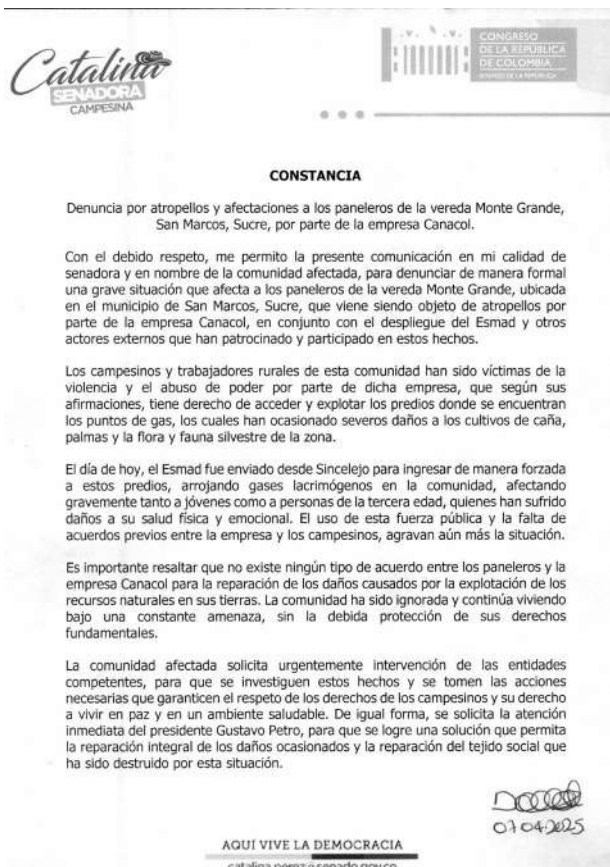 Catalina
SENADORA
CAMPESINA
CONGRESO
DE LA REPÚBLICA
DE COLOMBIA
CONSTANCIA
Denuncia por atropellos y afectaciones a los paneleros de la vereda Monte Grande,
San Marcos, Sucre, por parte de la empresa Canacol.
Con el debido respeto, me permito la presente comunicación en mi calidad de
senadora y en nombre de la comunidad afectada, para denunciar de manera formal
una grave situación que afecta a los paneleros de la vereda Monte Grande, ubicada
en el municipio de San Marcos, Sucre, que viene siendo objeto de atropellos por
parte de la empresa Canacol, en conjunto con el despliegue del Esmad y otros
actores externos que han patrocinado y participado en estos hechos.
Los campesinos y trabajadores rurales de esta comunidad han sido víctimas de la
violencia y el abuso de poder por parte de dicha empresa, que según sus
afirmaciones, tiene derecho de acceder y explotar los predios donde se encuentran
los puntos de gas, los cuales han ocasionado severos daños a los cultivos de caña,
palmas y la flora y fauna silvestre de la zona.
El día de hoy, el Esmad fue enviado desde Sincelejo para ingresar de manera forzada
a estos predios, arrojando gases lacrimógenos en la comunidad, afectando
gravemente tanto a jóvenes como a personas de la tercera edad, quienes han sufrido
daños a su salud física y emocional. El uso de esta fuerza pública y la falta de
acuerdos previos entre la empresa y los campesinos, agravan aún más la situación.
Es importante resaltar que no existe ningún tipo de acuerdo entre los paneleros y la
empresa Canacol para la reparación de los daños causados por la explotación de los
recursos naturales en sus tierras. La comunidad ha sido ignorada y continúa viviendo
bajo una constante amenaza, sin la debida protección de sus derechos
fundamentales.
La comunidad afectada solicita urgentemente intervención de las entidades
competentes, para que se investiguen estos hechos y se tomen las acciones
necesarias que garanticen el respeto de los derechos de los campesinos y su derecho
a vivir en paz y en un ambiente saludable. De igual forma, se solicita la atención
inmediata del presidente Gustavo Petro, para que se logre una solución que permita
la reparación integral de los daños ocasionados y la reparación del tejido social que
ha sido destruido por esta situación.
07042025
AQUÍ VIVE LA DEMOCRACIA